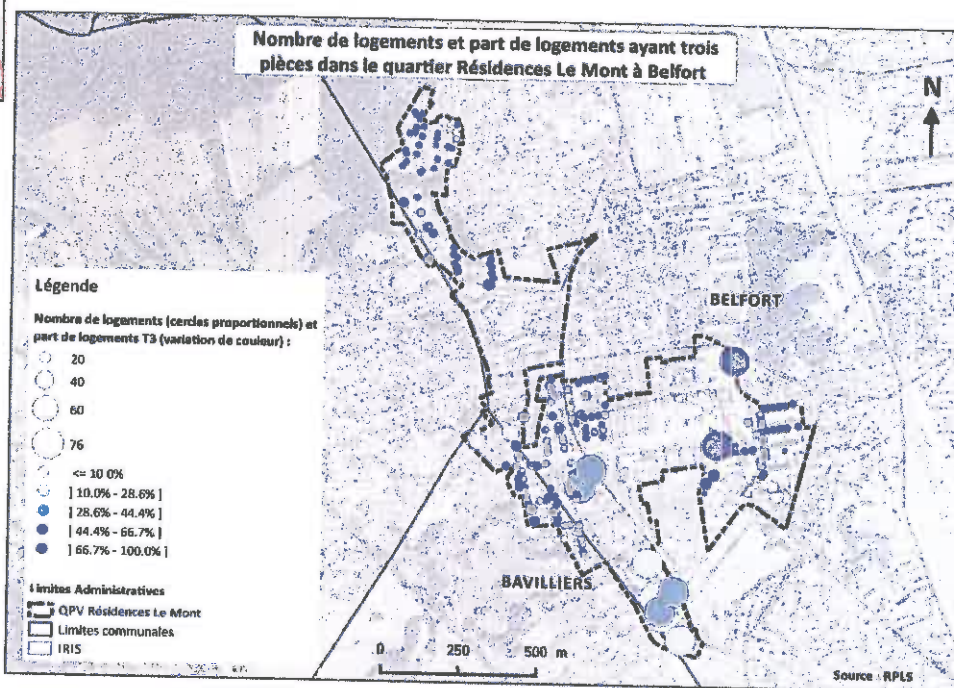 Nombre de logements et part de logements ayant trois
pièces dans le quartier Résidences Le Mont à Belfort
N
BELFORT
BAVILLIERS
Légende
Nombre de logements (cercles proportionnels) et
part de logements T3 (variation de couleur) :
20
40
60
76
<= 10.0%
] 10.0% - 28.6% ]
] 28.6% - 44.4% ]
] 44.4% - 66.7% ]
] 66.7% - 100.0% ]
Limites Administratives
QPV Résidences Le Mont
Limites communales
IRIS
0 250 500 m
Source : RPLS